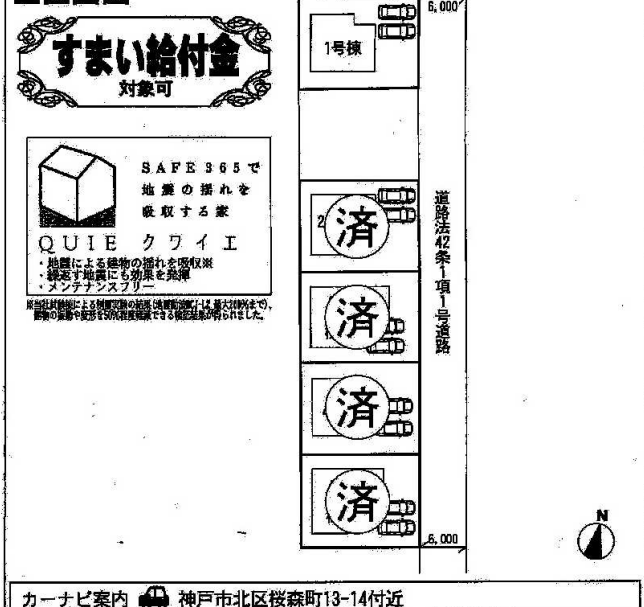 すまい給付金
対象可
SAFE365で
地震の揺れを
吸収する家
QUIE クワイエ
・地震による建物の揺れを吸収※
・繰返す地震にも効果を発揮
・メンテナンスフリー
6,000
1号棟
2
済
済
済
済
道路法42条1項1号道路
6,000
N
カーナビ案内 神戸市北区桜森町13-14付近